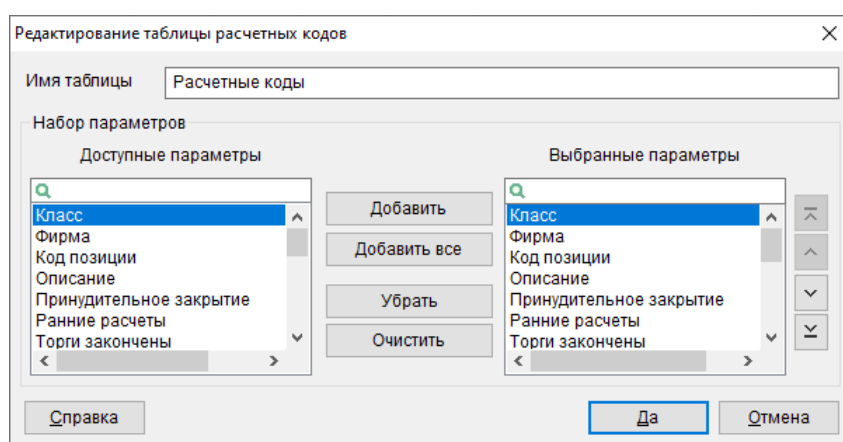 Редактирование таблицы расчетных кодов
Имя таблицы Расчетные коды
Набор параметров
Доступные параметры
Класс
Фирма
Код позиции
Описание
Принудительное закрытие
Ранние расчеты
Торги закончены
Добавить
Добавить все
Убрать
Очистить
Выбранные параметры
Класс
Фирма
Код позиции
Описание
Принудительное закрытие
Ранние расчеты
Торги закончены
Справка
Да
Отмена